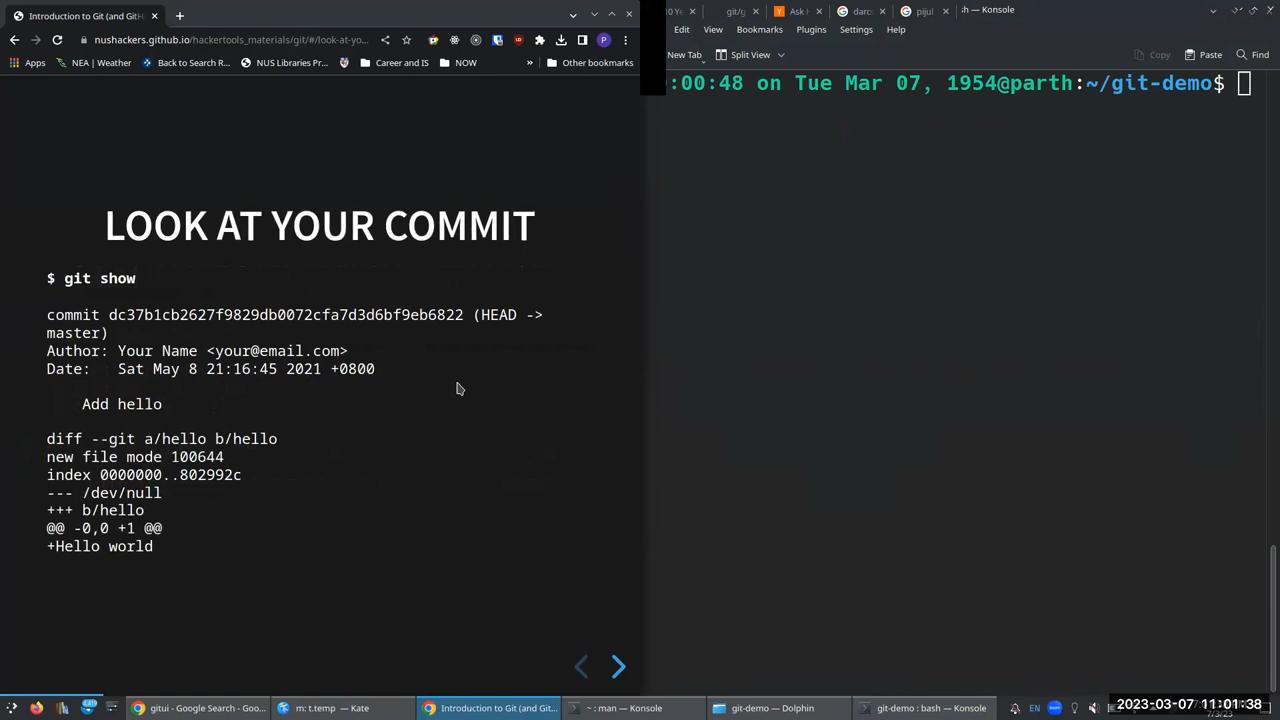 Introduction to Git (and GitH
nushackers.github.io/hackertools_materials/git/#/look-at-yo...
Apps
NEA | Weather
Back to Search R...
NUS Libraries Pro...
Career and IS
NOW
»
Other bookmarks
LOOK AT YOUR COMMIT
$ git show
commit dc37b1cb2627f9829db0072cfa7d3d6bf9eb6822 (HEAD ->
master)
Author: Your Name <your@email.com>
Date:   Sat May 8 21:16:45 2021 +0800
Add hello
diff --git a/hello b/hello
new file mode 100644
index 0000000..802992c
--- /dev/null
+++ b/hello
@@ -0,0 +1 @@
+Hello world
git/g
Ask H
darcs
pijul
— Konsole
Edit View Bookmarks Plugins Settings Help
New Tab
Split View
Copy
Paste
Find
:00:48 on Tue Mar 07, 1954@parth:~/git-demo$
gitui - Google Search - Goo...
m: t.temp — Kate
Introduction to Git (and Git...
~ : man — Konsole
git-demo — Dolphin
git-demo : bash — Konsole
EN
2023-03-07 11:01:38
7/3/23